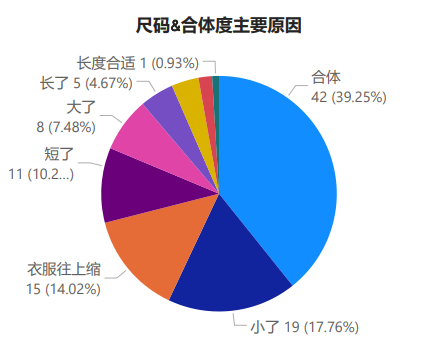 尺码&合体度主要原因
长度合适 1 (0.93%)
合体
42 (39.25%)
长了 5 (4.67%)
大了
8 (7.48%)
短了
11 (10.2...)
衣服往上缩
15 (14.02%)
小了 19 (17.76%)